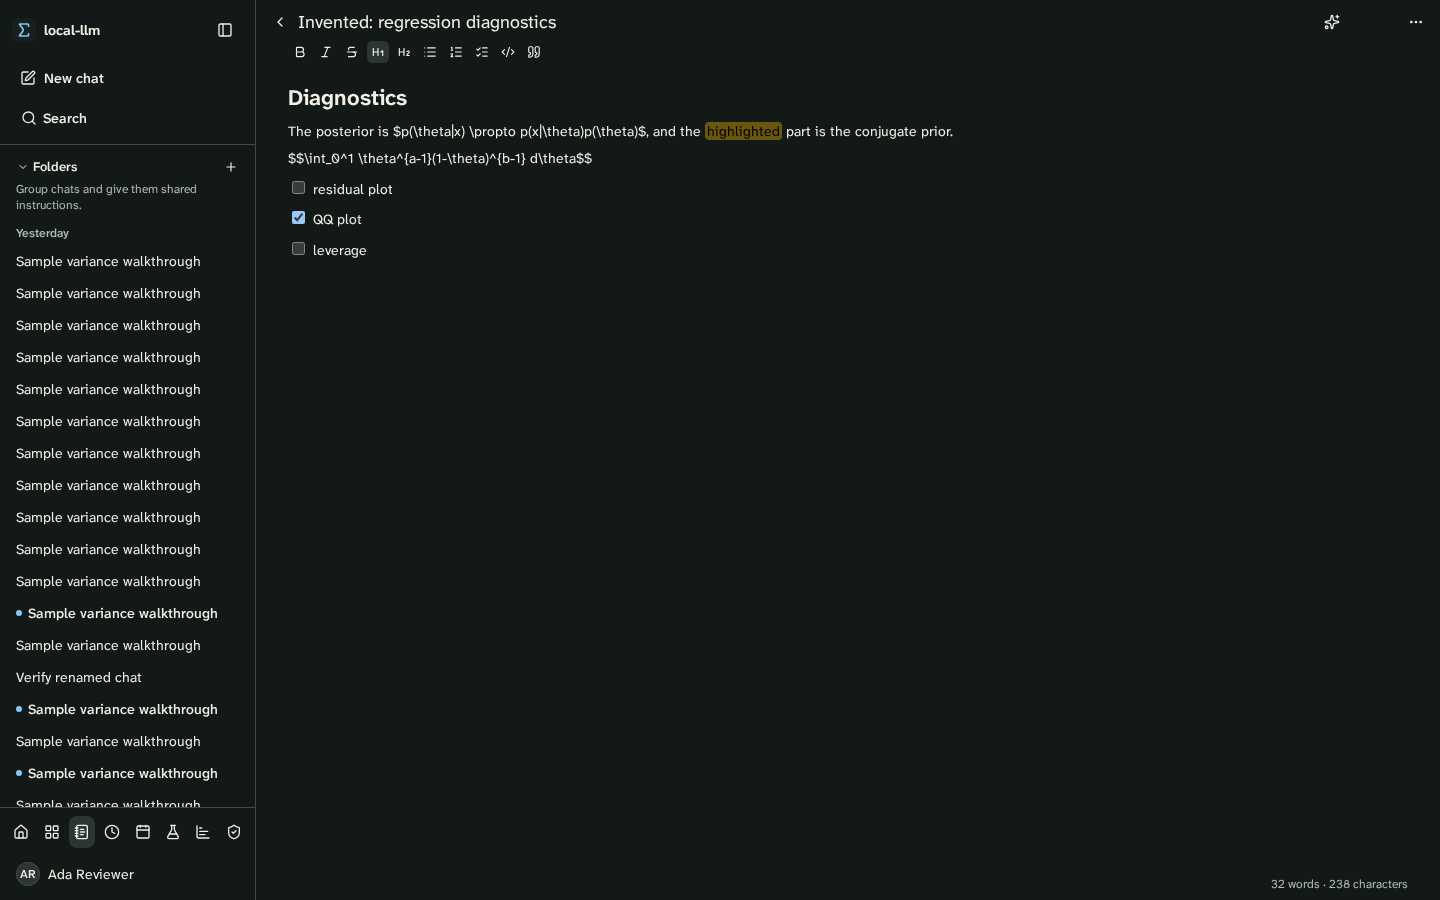 local-llm
New chat
Search
Folders
Group chats and give them shared
instructions.
Yesterday
Sample variance walkthrough
Sample variance walkthrough
Sample variance walkthrough
Sample variance walkthrough
Sample variance walkthrough
Sample variance walkthrough
Sample variance walkthrough
Sample variance walkthrough
Sample variance walkthrough
Sample variance walkthrough
Sample variance walkthrough
Sample variance walkthrough
Sample variance walkthrough
Verify renamed chat
Sample variance walkthrough
Sample variance walkthrough
Sample variance walkthrough
Sample variance walkthrough
AR Ada Reviewer
Invented: regression diagnostics
B I S H1 H2
Diagnostics
The posterior is $p(\theta|x) \propto p(x|\theta)p(\theta)$, and the highlighted part is the conjugate prior.
$$\int_0^1 \theta^{a-1}(1-\theta)^{b-1} d\theta$$
residual plot
QQ plot
leverage
32 words · 238 characters